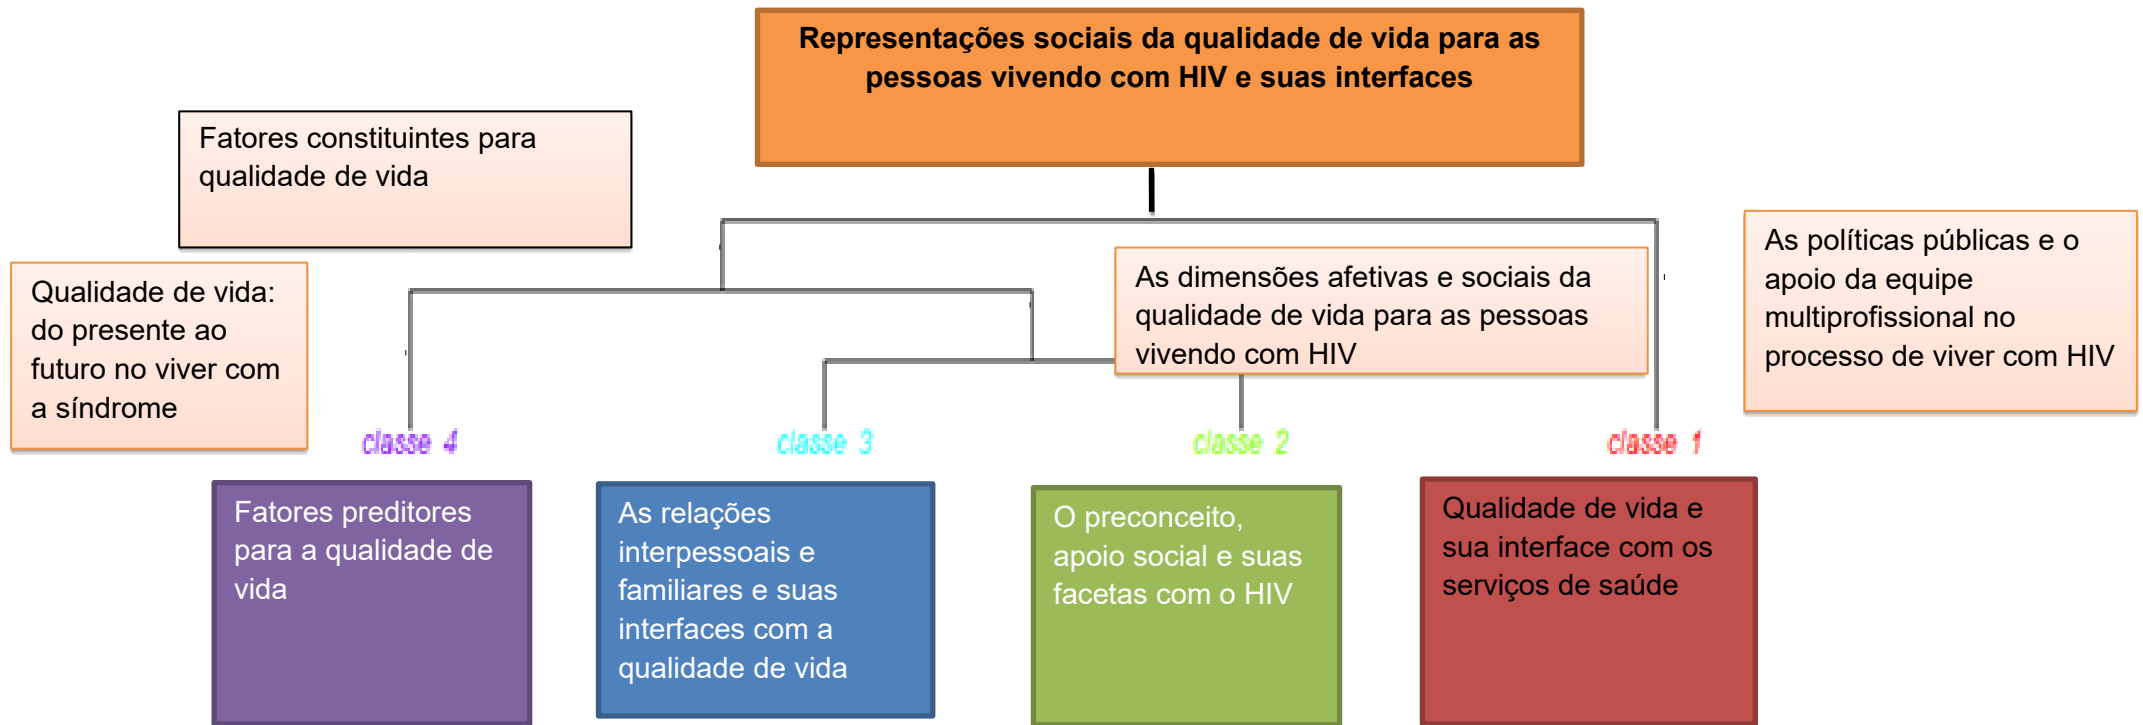 Representações sociais da qualidade de vida para as
pessoas vivendo com HIV e suas interfaces
Fatores constituintes para
qualidade de vida
As políticas públicas e o
apoio da equipe
multiprofissional no
processo de viver com HIV
As dimensões afetivas e sociais da
qualidade de vida para as pessoas
vivendo com HIV
Qualidade de vida:
do presente ao
futuro no viver com
a síndrome
classe 4
classe 3
classe 2
classe 1
Fatores preditores
para a qualidade de
vida
As relações
interpessoais e
familiares e suas
interfaces com a
qualidade de vida
O preconceito,
apoio social e suas
facetas com o HIV
Qualidade de vida e
sua interface com os
serviços de saúde